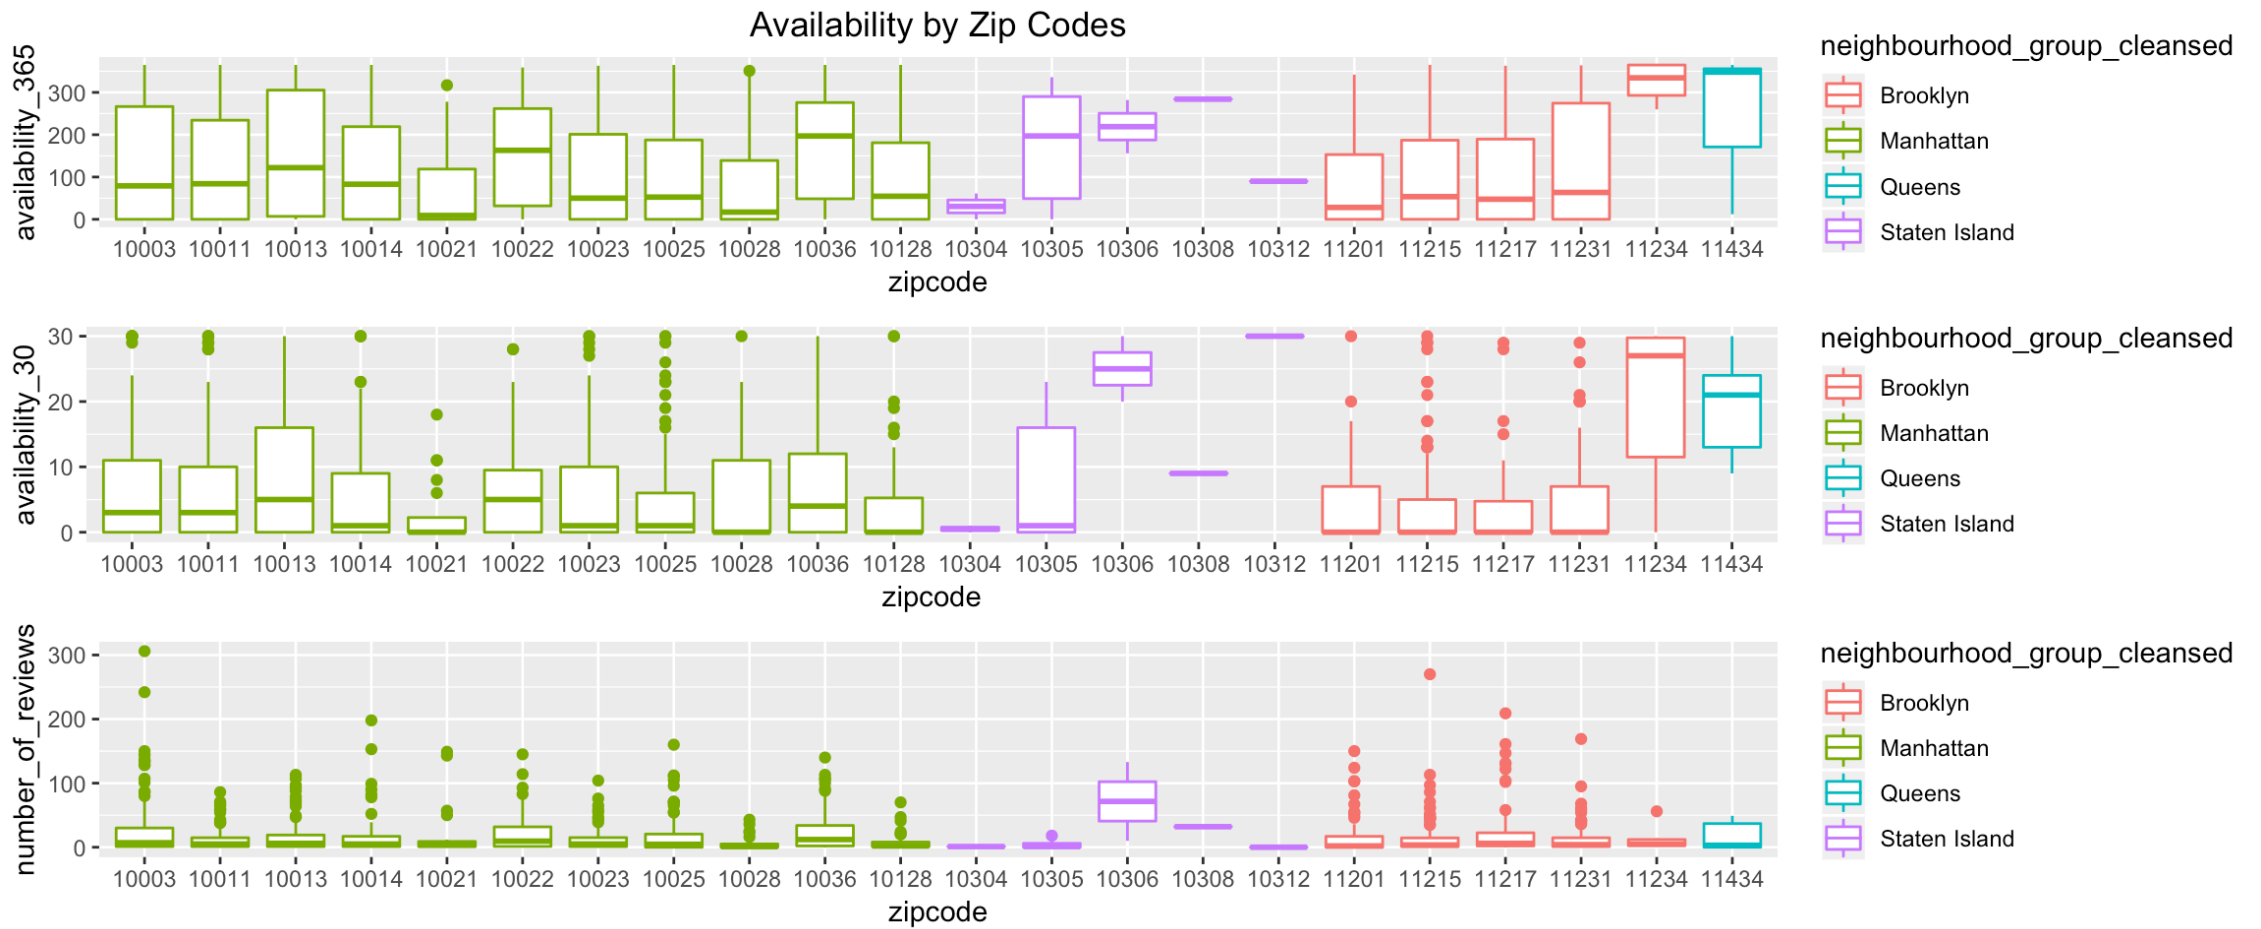 Availability by Zip Codes
availability_365
300
200
100
0
10003 10011 10013 10014 10021 10022 10023 10025 10028 10036 10128 10304 10305 10306 10308 10312 11201 11215 11217 11231 11234 11434
zipcode
neighbourhood_group_cleansed
Brooklyn
Manhattan
Queens
Staten Island
availability_30
30
20
10
0
10003 10011 10013 10014 10021 10022 10023 10025 10028 10036 10128 10304 10305 10306 10308 10312 11201 11215 11217 11231 11234 11434
zipcode
neighbourhood_group_cleansed
Brooklyn
Manhattan
Queens
Staten Island
number_of_reviews
300
200
100
0
10003 10011 10013 10014 10021 10022 10023 10025 10028 10036 10128 10304 10305 10306 10308 10312 11201 11215 11217 11231 11234 11434
zipcode
neighbourhood_group_cleansed
Brooklyn
Manhattan
Queens
Staten Island